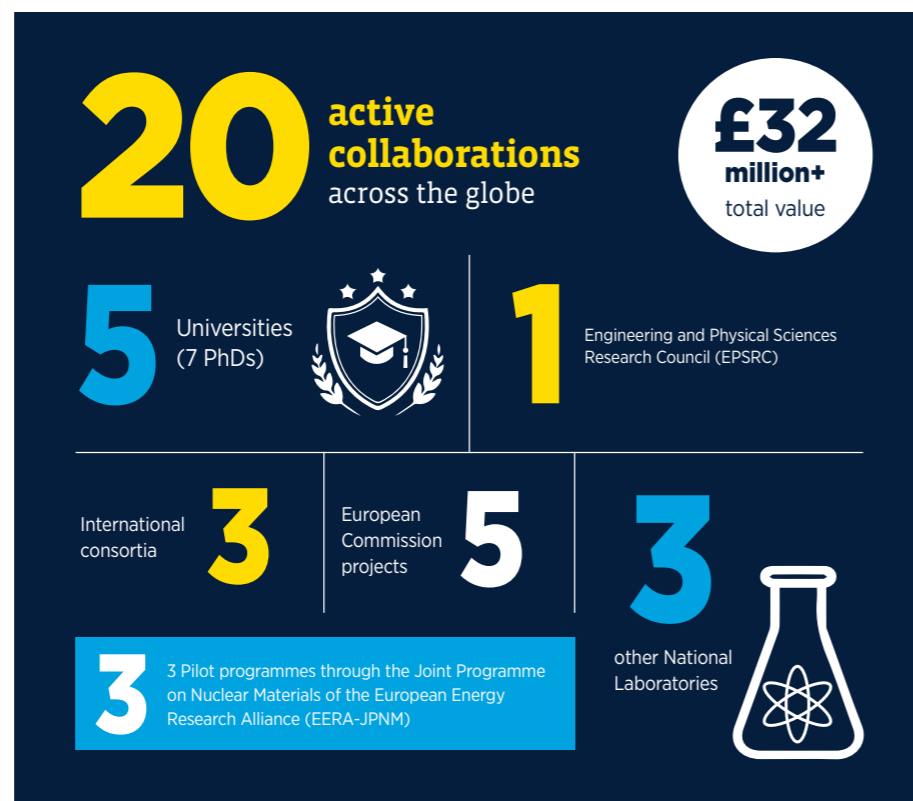 20
active
collaborations
across the globe
£32
million+
total value
5
Universities
(7 PhDs)
1
Engineering and Physical Sciences
Research Council (EPSRC)
International
consortia
3
European
Commission
projects
5
3
other National
Laboratories
3
3 Pilot programmes through the Joint Programme
on Nuclear Materials of the European Energy
Research Alliance (EERA-JPNM)